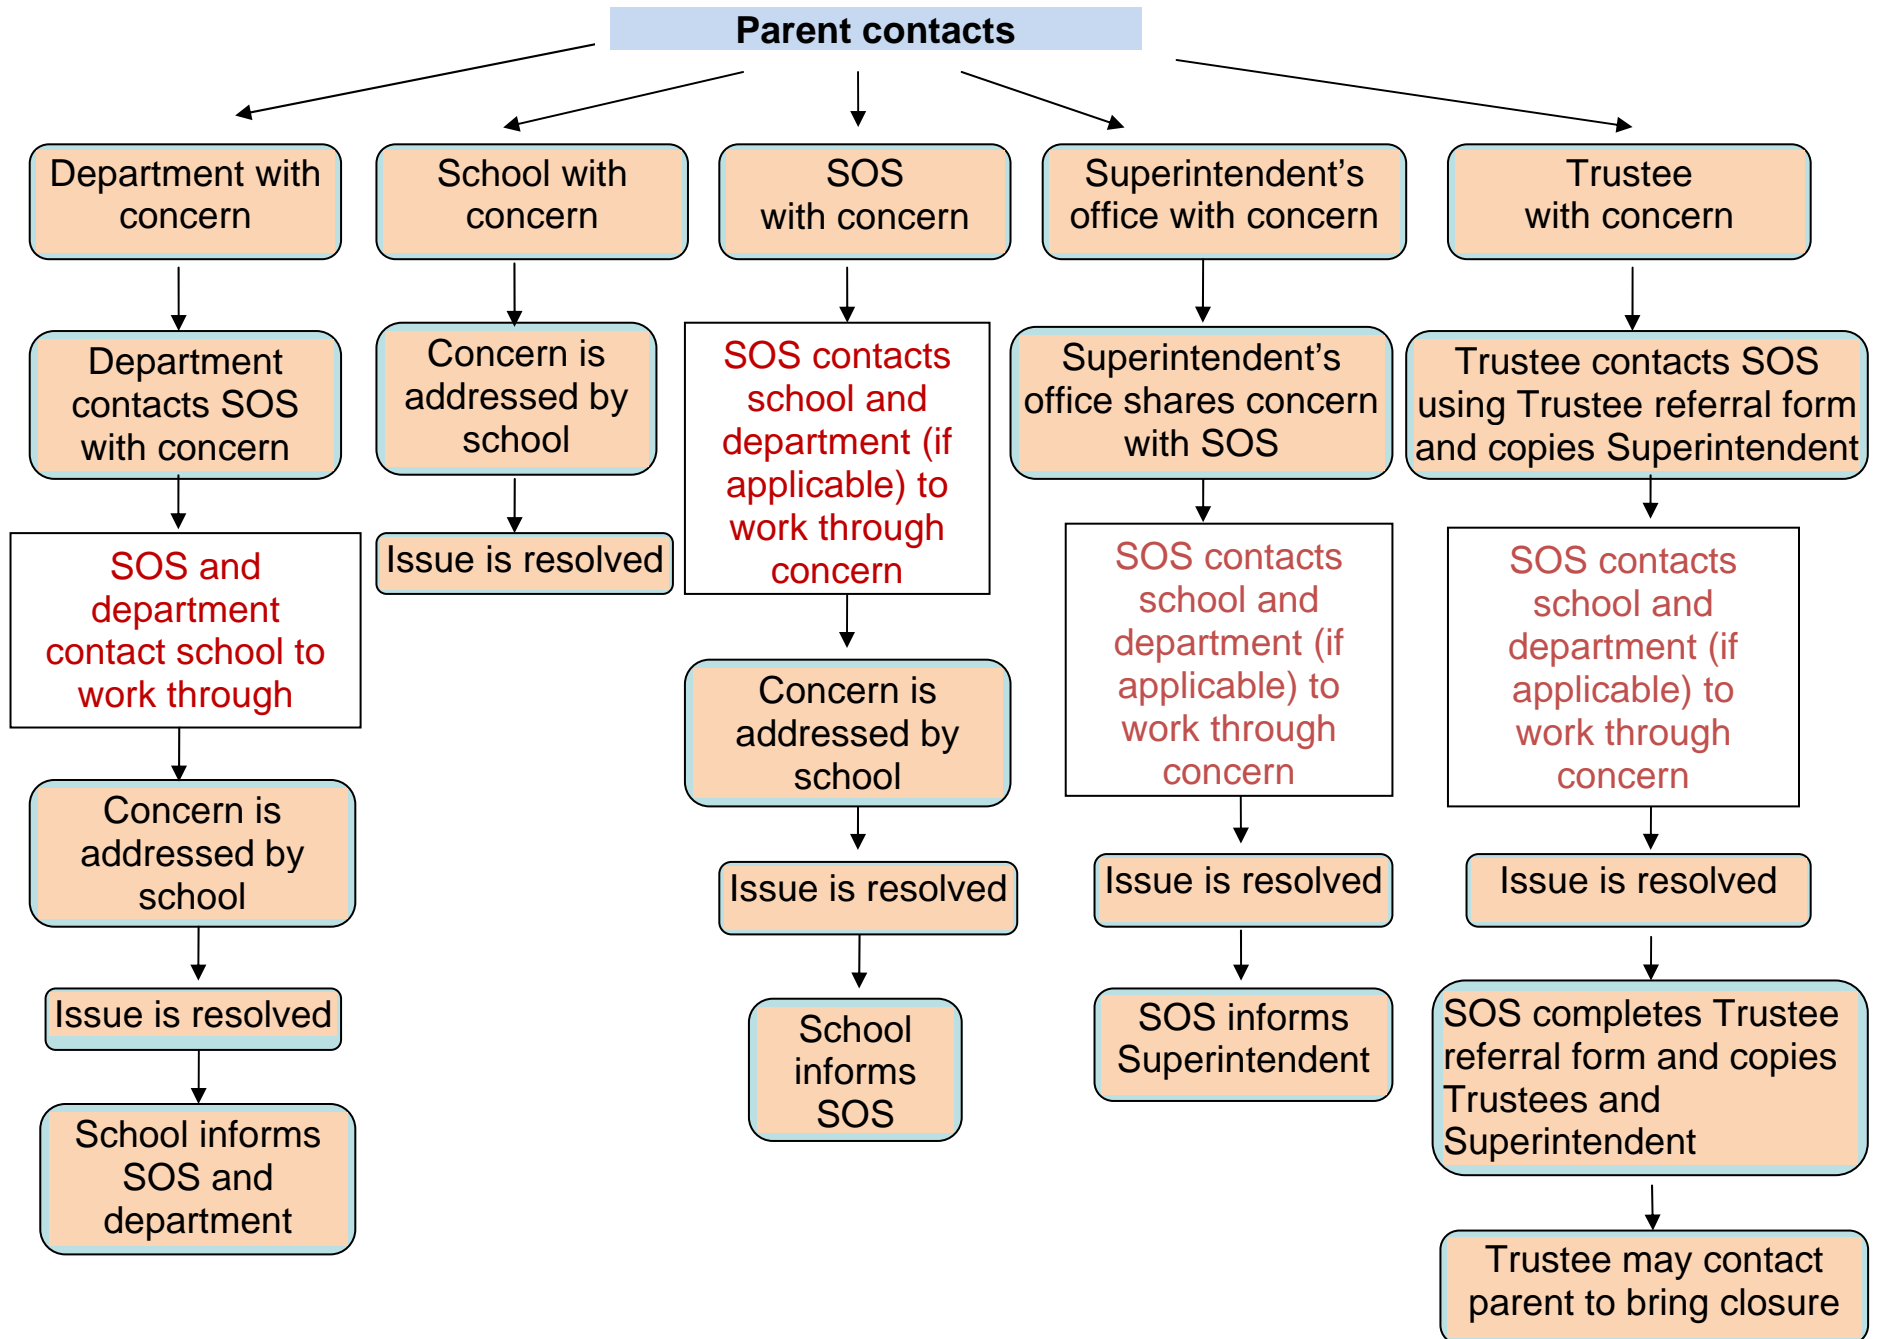 Parent contacts
Department with
concern
School with
concern
SOS
with concern
Superintendent’s
office with concern
Trustee
with concern
Department
contacts SOS
with concern
Concern is
addressed by
school
SOS contacts
school and
department (if
applicable) to
work through
concern
Superintendent’s
office shares concern
with SOS
Trustee contacts SOS
using Trustee referral form
and copies Superintendent
SOS and
department
contact school to
work through
Issue is resolved
Concern is
addressed by
school
SOS contacts
school and
department (if
applicable) to
work through
concern
SOS contacts
school and
department (if
applicable) to
work through
concern
Concern is
addressed by
school
Issue is resolved
Issue is resolved
Issue is resolved
Issue is resolved
School
informs
SOS
SOS informs
Superintendent
SOS completes Trustee
referral form and copies
Trustees and
Superintendent
School informs
SOS and
department
Trustee may contact
parent to bring closure